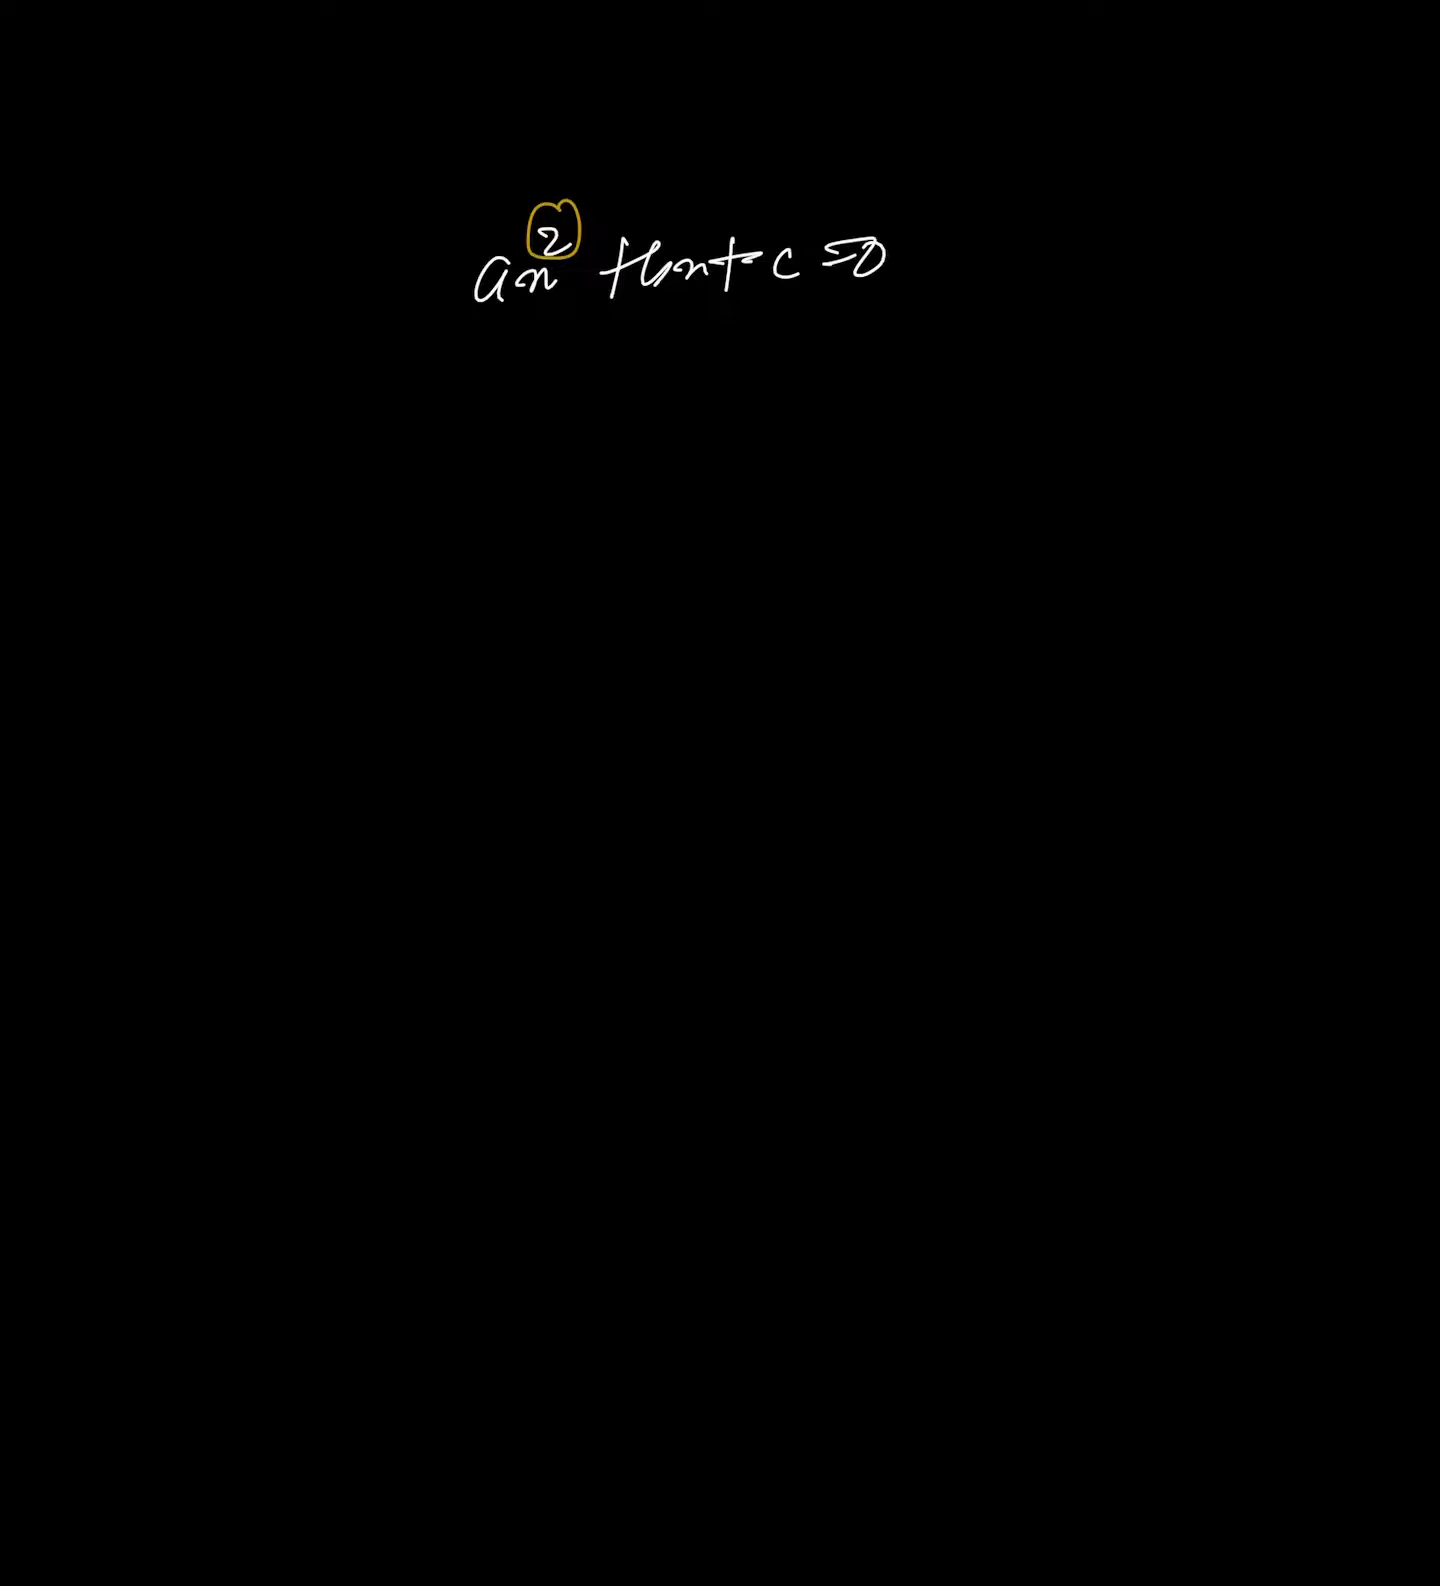 ax² + bx + c = 0